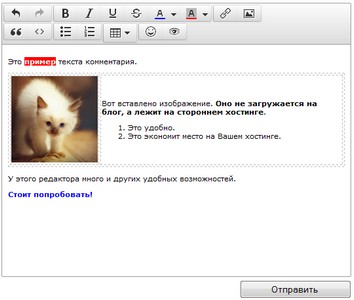 B I U S A A
Это пример текста комментария.
Вот вставлено изображение. Оно не загружается на
блог, а лежит на стороннем хостинге.
1. Это удобно.
2. Это экономит место на Вашем хостинге.
У этого редактора много и других удобных возможностей.
Стоит попробовать!
Отправить